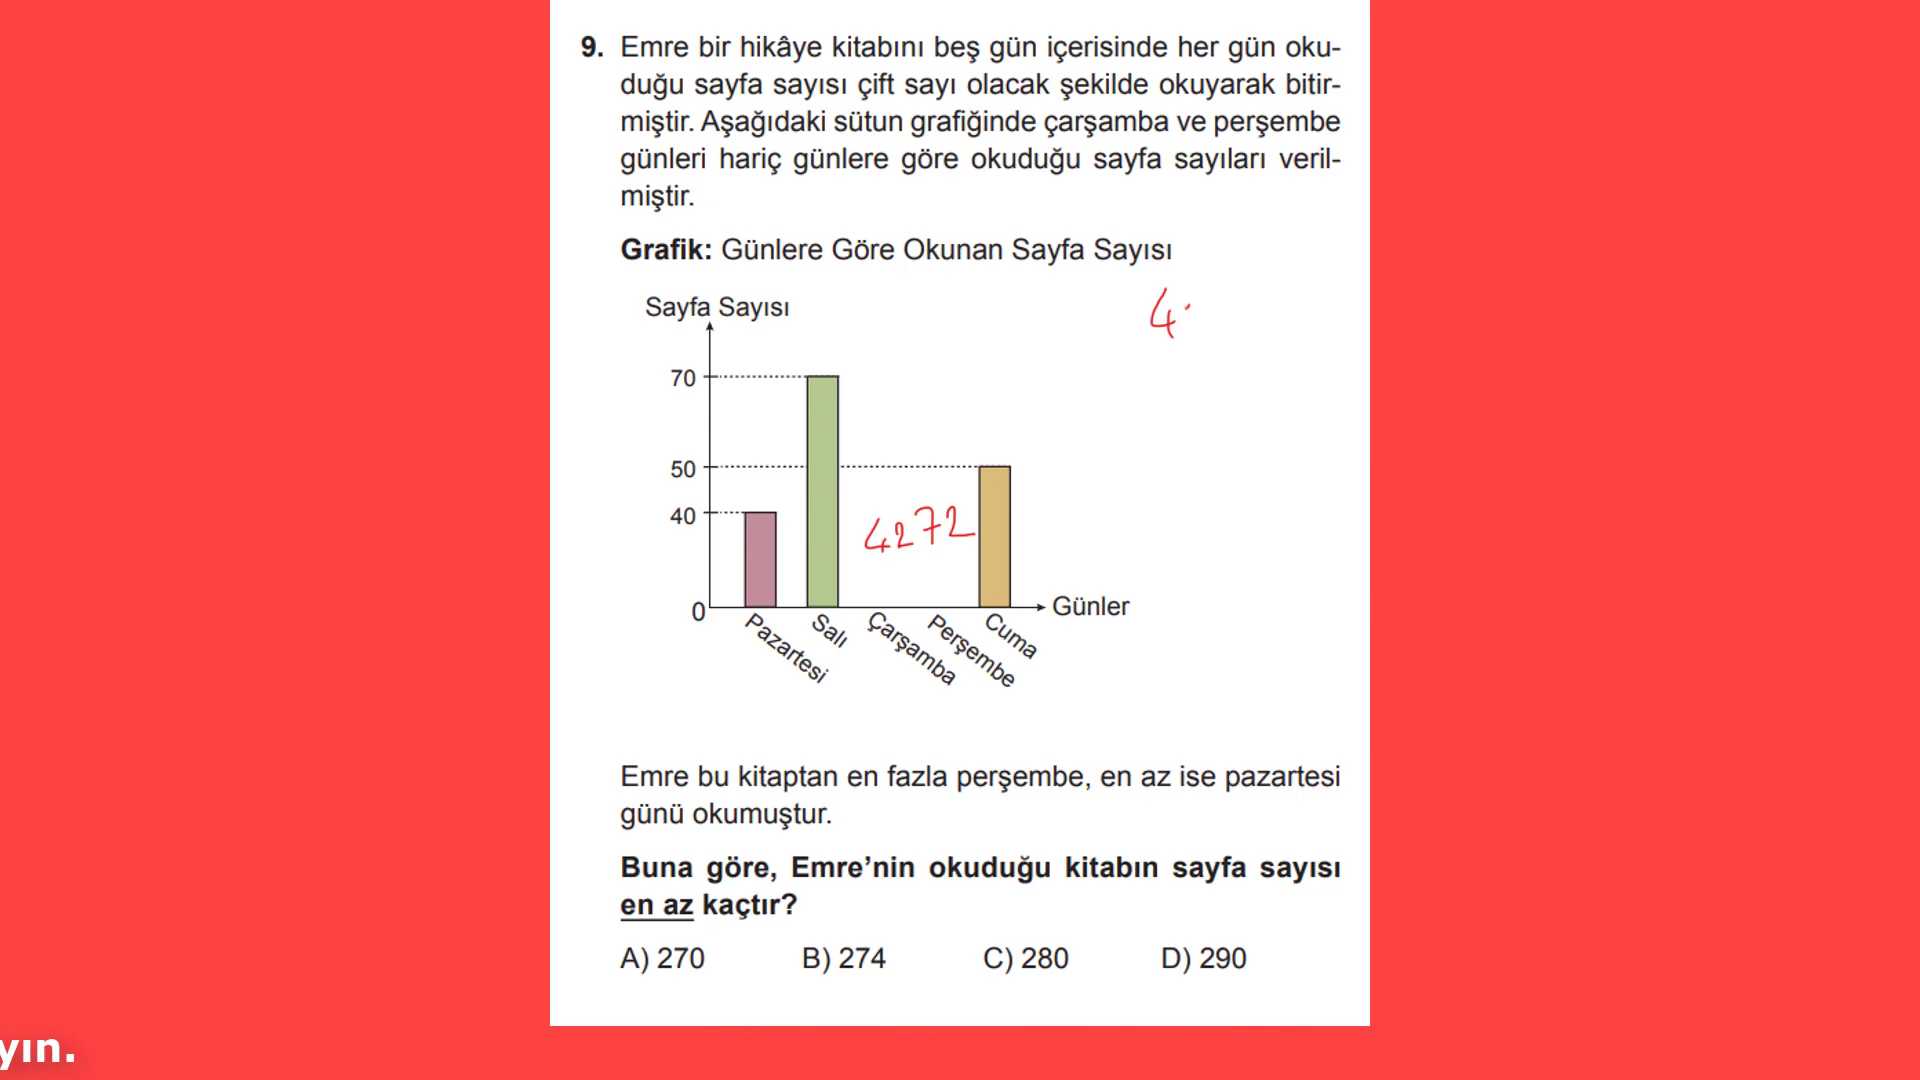 9. Emre bir hikâye kitabını beş gün içerisinde her gün oku-
duğu sayfa sayısı çift sayı olacak şekilde okuyarak bitir-
miştir. Aşağıdaki sütun grafiğinde çarşamba ve perşembe
günleri hariç günlere göre okuduğu sayfa sayıları veril-
miştir.
Grafik: Günlere Göre Okunan Sayfa Sayısı
Sayfa Sayısı
4
70
50
40
42 72
0
Günler
Pazartesi
Salı
Çarşamba
Perşembe
Cuma
Emre bu kitaptan en fazla perşembe, en az ise pazartesi
günü okumuştur.
Buna göre, Emre’nin okuduğu kitabın sayfa sayısı
en az kaçtır?
A) 270 B) 274 C) 280 D) 290
yın.